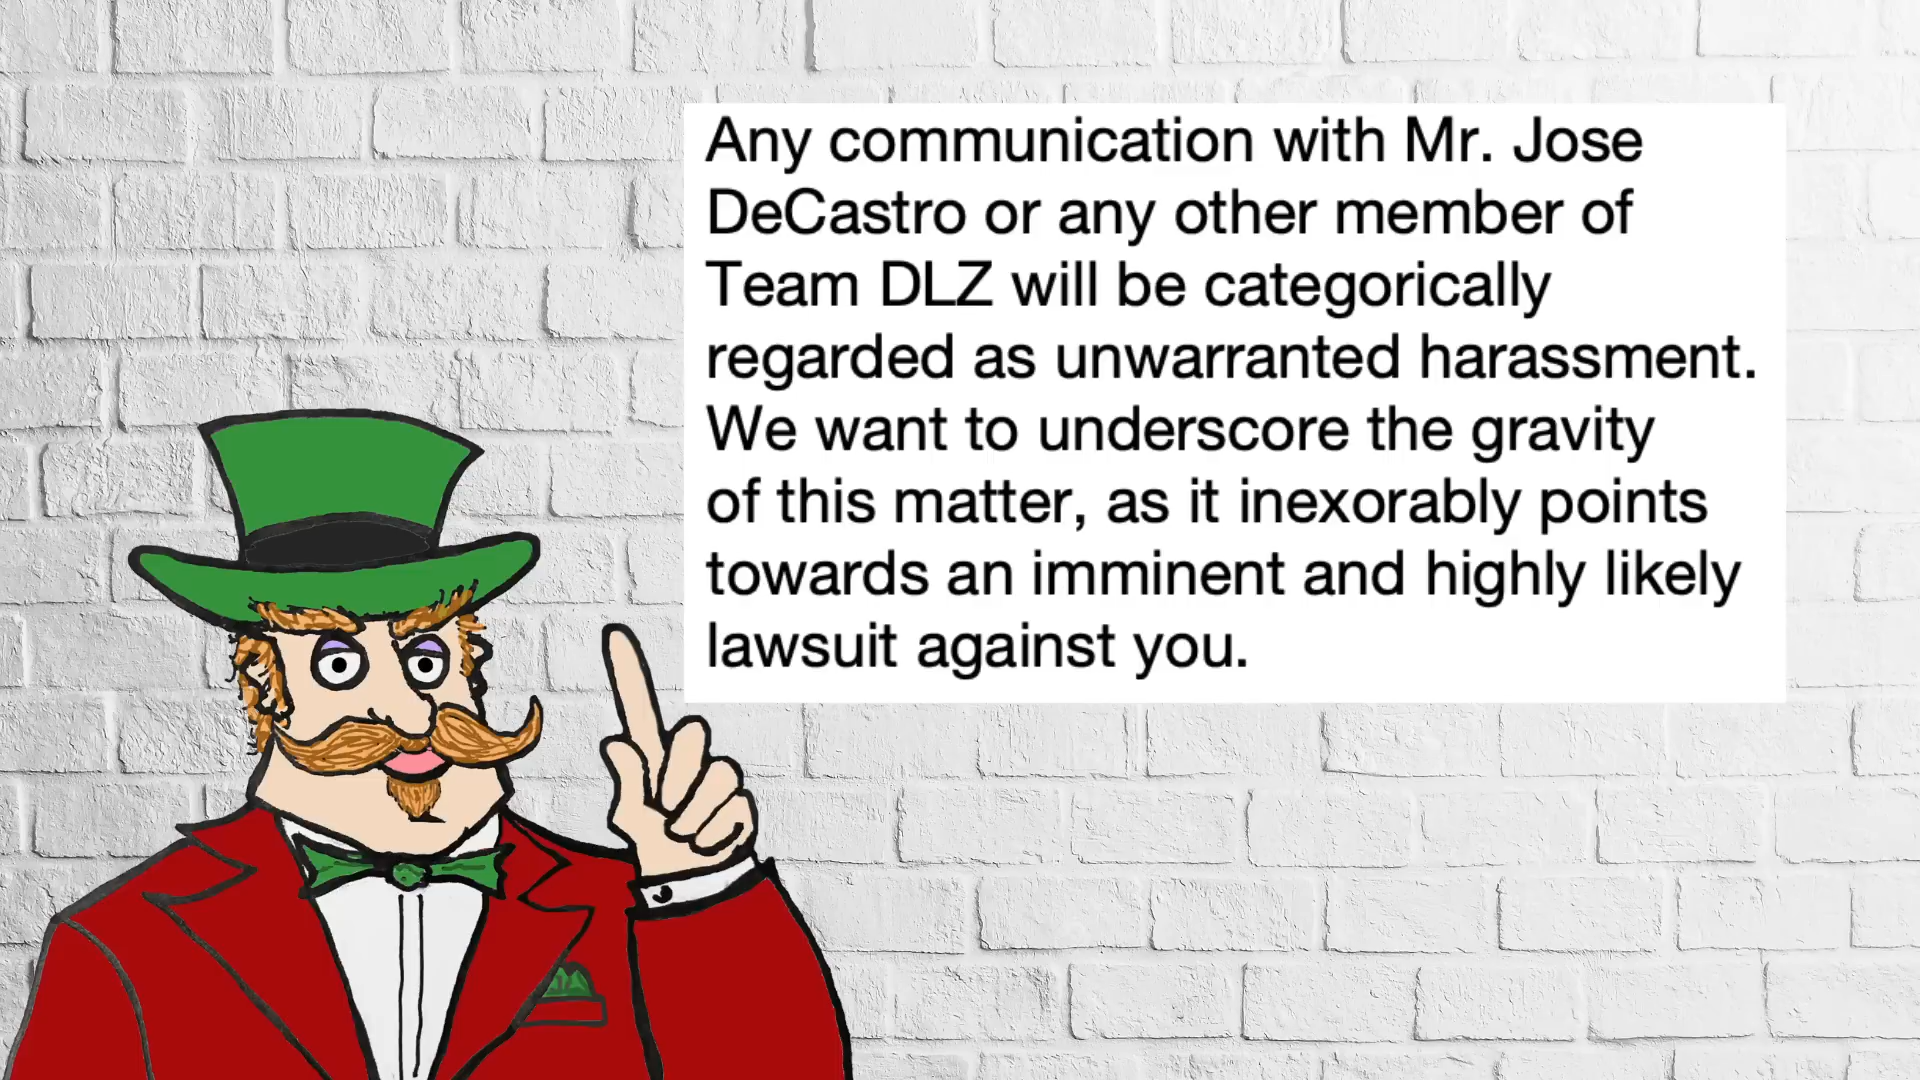 Any communication with Mr. Jose
DeCastro or any other member of
Team DLZ will be categorically
regarded as unwarranted harassment.
We want to underscore the gravity
of this matter, as it inexorably points
towards an imminent and highly likely
lawsuit against you.